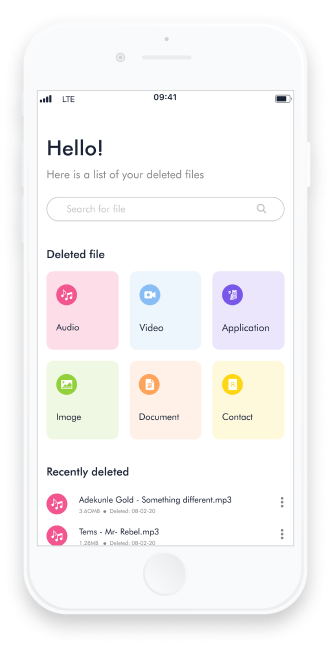 LTE 09:41
Hello!
Here is a list of your deleted files
Search for file
Deleted file
Audio Video Application
Image Document Contact
Recently deleted
Adekunle Gold - Something different.mp3
3.60MB ● Deleted: 08-02-20
Tems - Mr- Rebel.mp3
1.28MB ● Deleted: 08-02-20